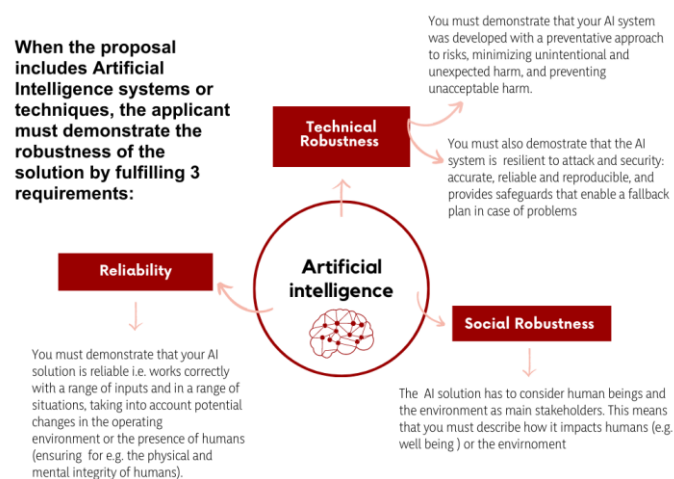 When the proposal
includes Artificial
Intelligence systems or
techniques, the applicant
must demonstrate the
robustness of the
solution by fulfilling 3
requirements:
You must demonstrate that your AI system
was developed with a preventative approach
to risks, minimizing unintentional and
unexpected harm, and preventing
unacceptable harm.
Technical
Robustness
You must also demostrate that the AI
system is resilient to attack and security:
accurate, reliable and reproducible, and
provides safeguards that enable a fallback
plan in case of problems
Artificial
intelligence
Reliability
You must demonstrate that your AI
solution is reliable i.e. works correctly
with a range of inputs and in a range of
situations, taking into account potential
changes in the operating
environment or the presence of humans
(ensuring for e.g. the physical and
mental integrity of humans).
Social Robustness
The AI solution has to consider human beings and
the environment as main stakeholders. This means
that you must describe how it impacts humans (e.g.
well being ) or the envirnoment